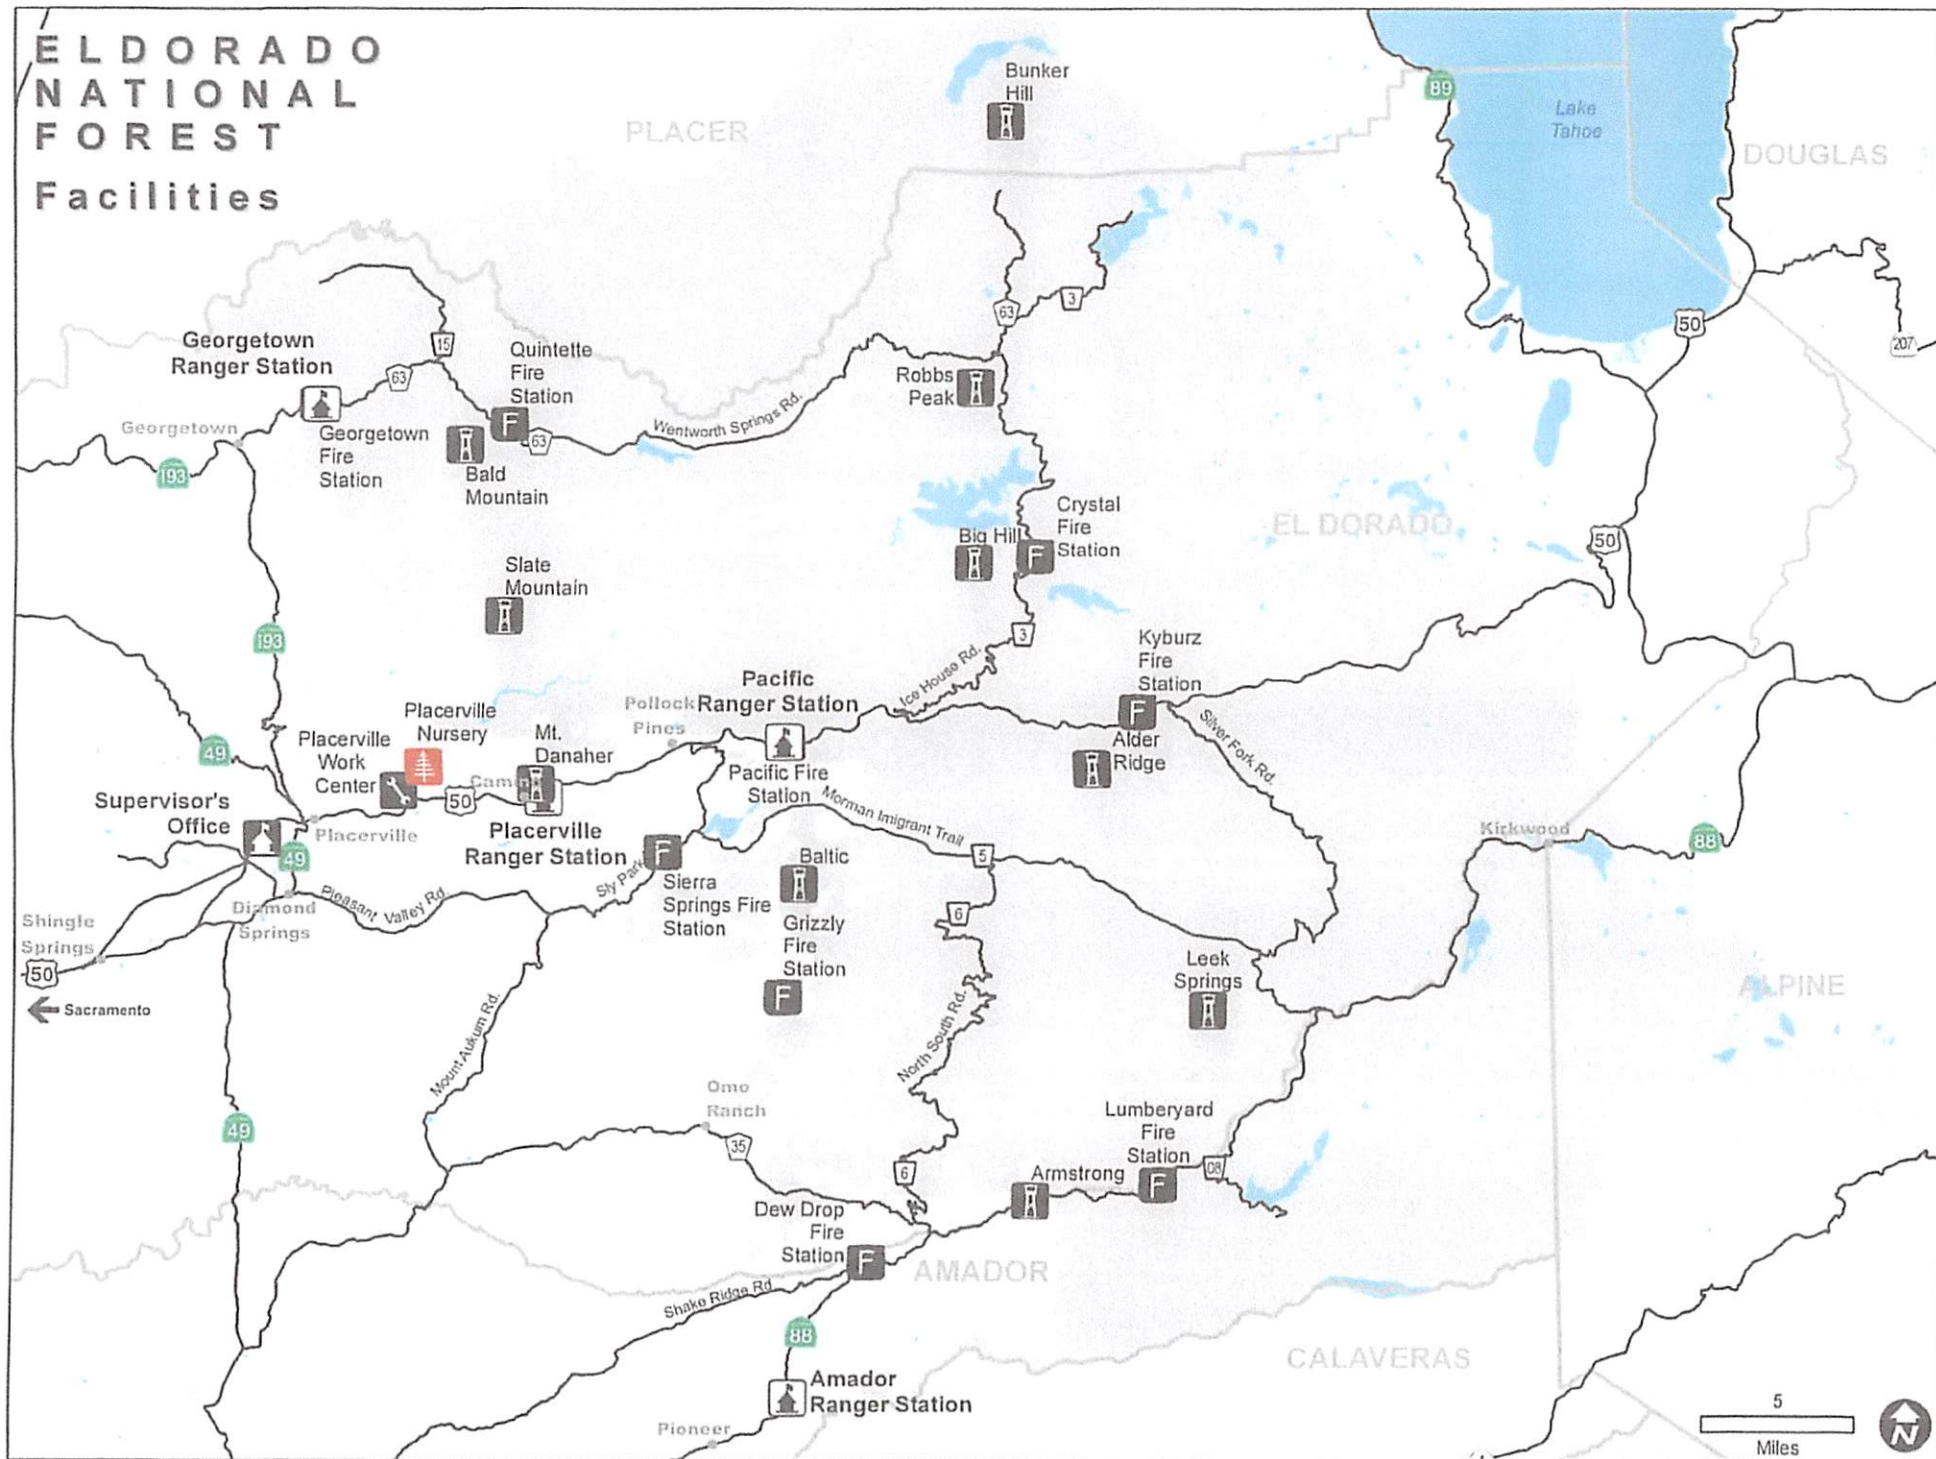 ELDORADO
NATIONAL
FOREST
Facilities
Bunker
Hill
PLACER
89
Lake
Tahoe
DOUGLAS
63
3
50
207
15
Georgetown
Ranger Station
63
Quintette
Fire
Station
F
63
Robbs
Peak
Wentworth Springs Rd.
Georgetown
Georgetown
Fire
Station
Bald
Mountain
193
Crystal
Fire
Station
F
Big Hill
EL DORADO
50
Slate
Mountain
193
3
Ice House Rd.
Kyburz
Fire
Station
F
Pacific
Ranger Station
Pollock
Pines
Silver Fork Rd.
Placerville
Nursery
Placerville
Work
Center
Mt.
Danaher
49
50
Alder
Ridge
Pacific Fire
Station
Morman Imigrant Trail
Supervisor's
Office
Placerville
Placerville
Ranger Station
49
F
Sly Park
Baltic
5
Kirkwood
88
Pleasant Valley Rd.
Diamond
Springs
Sierra
Springs Fire
Station
6
Shingle
Springs
50
Sacramento
Grizzly
Fire
Station
F
Leek
Springs
ALPINE
Mount Aukum Rd.
North South Rd.
Omo
Ranch
35
49
Lumberyard
Fire
Station
F
08
6
Armstrong
Dew Drop
Fire
Station
F
AMADOR
Shake Ridge Rd
88
CALAVERAS
Amador
Ranger Station
Pioneer
5
Miles
N